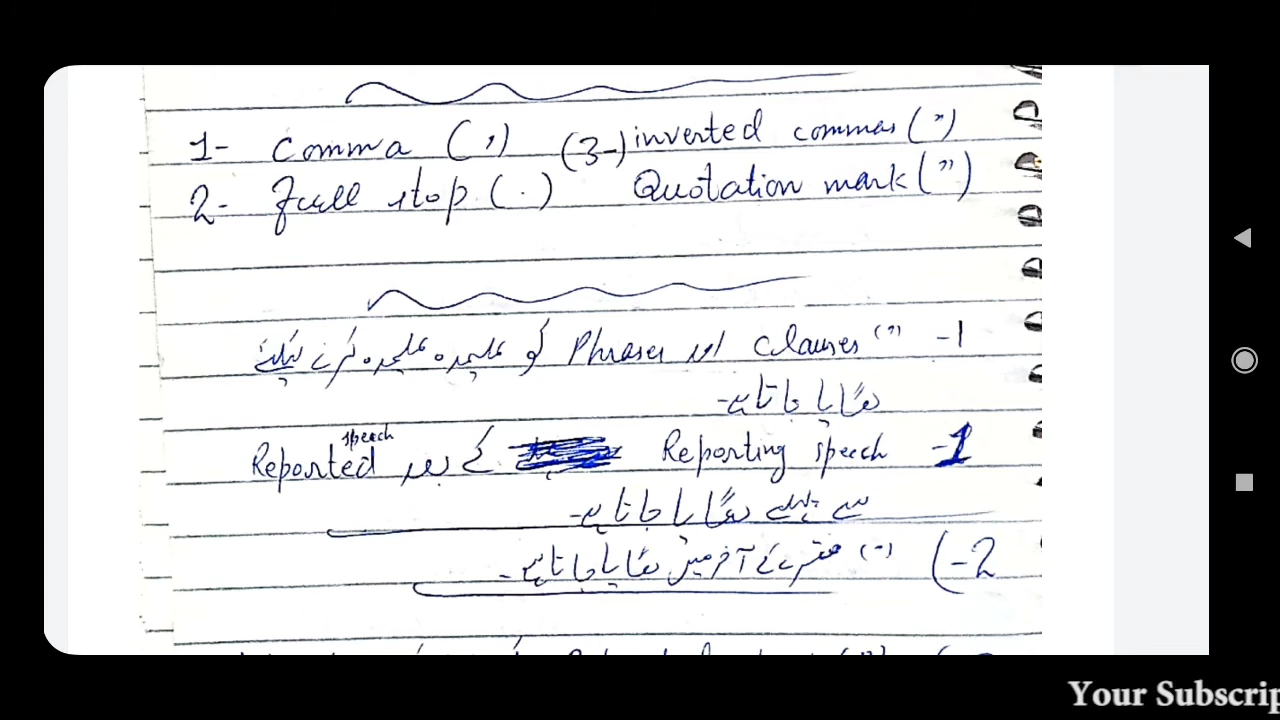 1- Comma (,) (3-) inverted commas (")
2- Full stop (.) Quotation mark (")
1- (") Clauses اور Phrases کو علیحدہ علیحدہ کرنے کیلئے
لگایا جاتا ہے-
1- Reporting speech کے بعد Reported speech
سے پہلے لگایا جاتا ہے-
2-) (-) فقرے کے آخر میں لگایا جاتا ہے-
Your Subscrip